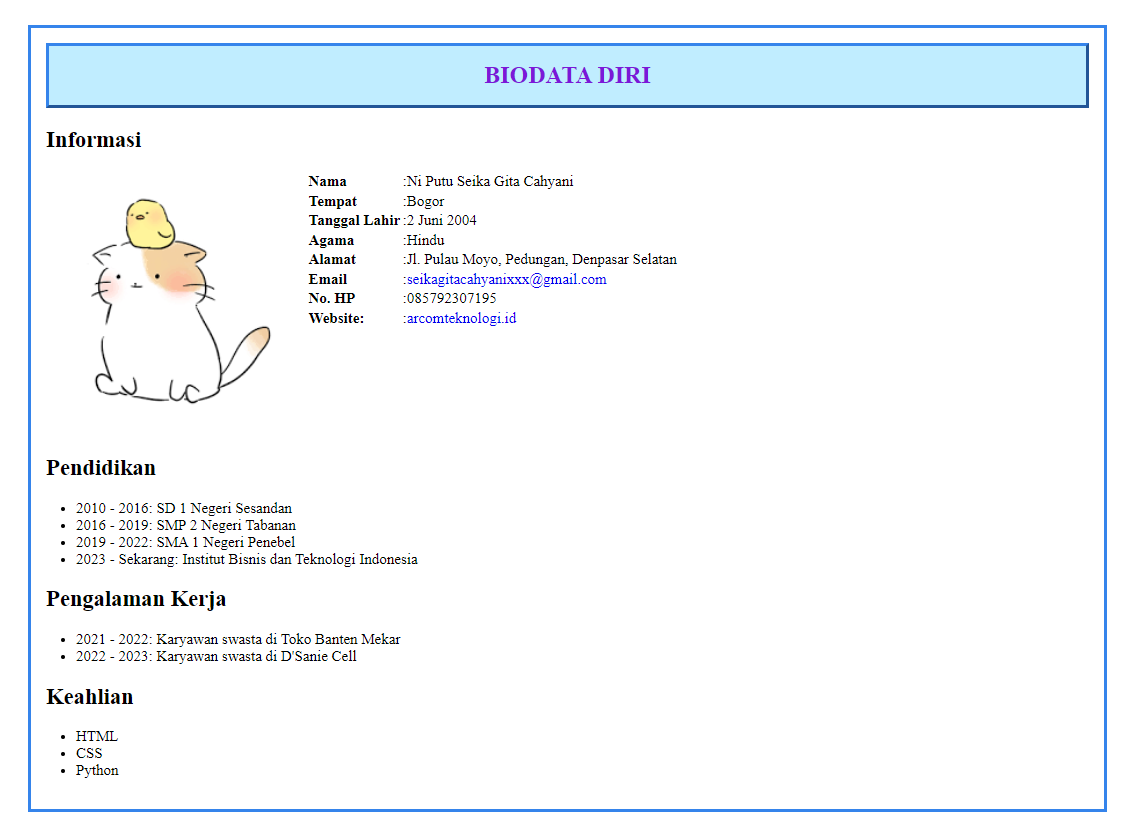 BIODATA DIRI
Informasi
Nama :Ni Putu Seika Gita Cahyani
Tempat :Bogor
Tanggal Lahir :2 Juni 2004
Agama :Hindu
Alamat :Jl. Pulau Moyo, Pedungan, Denpasar Selatan
Email :seikagitacahyanixxx@gmail.com
No. HP :085792307195
Website: :arcomteknologi.id
Pendidikan
• 2010 - 2016: SD 1 Negeri Sesandan
• 2016 - 2019: SMP 2 Negeri Tabanan
• 2019 - 2022: SMA 1 Negeri Penebel
• 2023 - Sekarang: Institut Bisnis dan Teknologi Indonesia
Pengalaman Kerja
• 2021 - 2022: Karyawan swasta di Toko Banten Mekar
• 2022 - 2023: Karyawan swasta di D'Sanie Cell
Keahlian
• HTML
• CSS
• Python